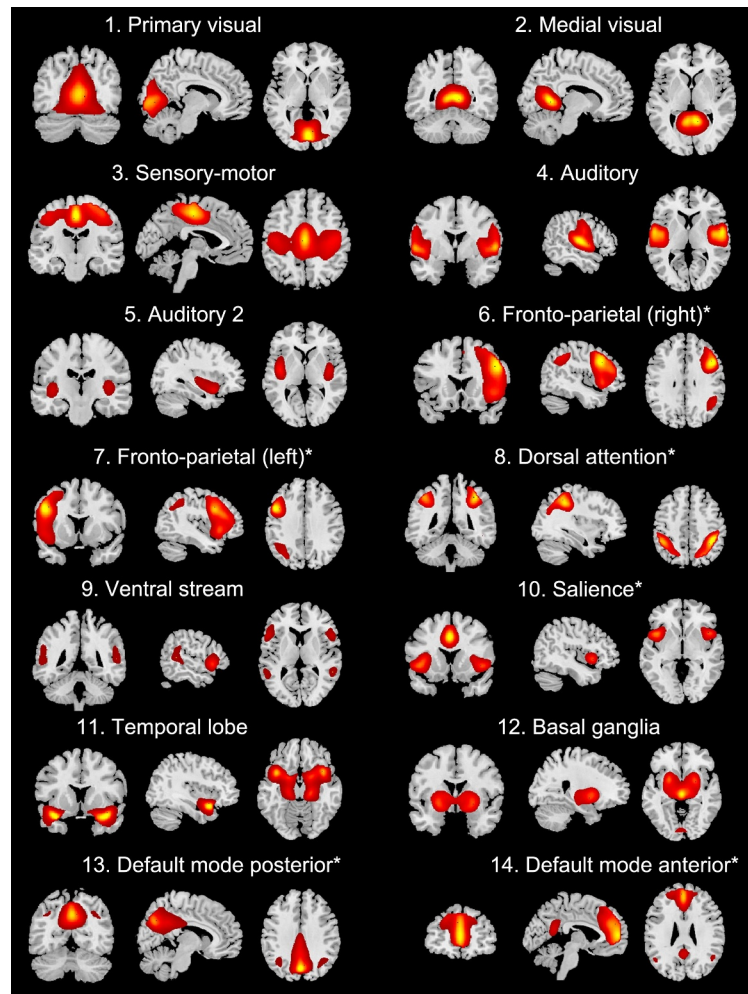 1. Primary visual
2. Medial visual
3. Sensory-motor
4. Auditory
5. Auditory 2
6. Fronto-parietal (right)*
7. Fronto-parietal (left)*
8. Dorsal attention*
9. Ventral stream
10. Salience*
11. Temporal lobe
12. Basal ganglia
13. Default mode posterior*
14. Default mode anterior*